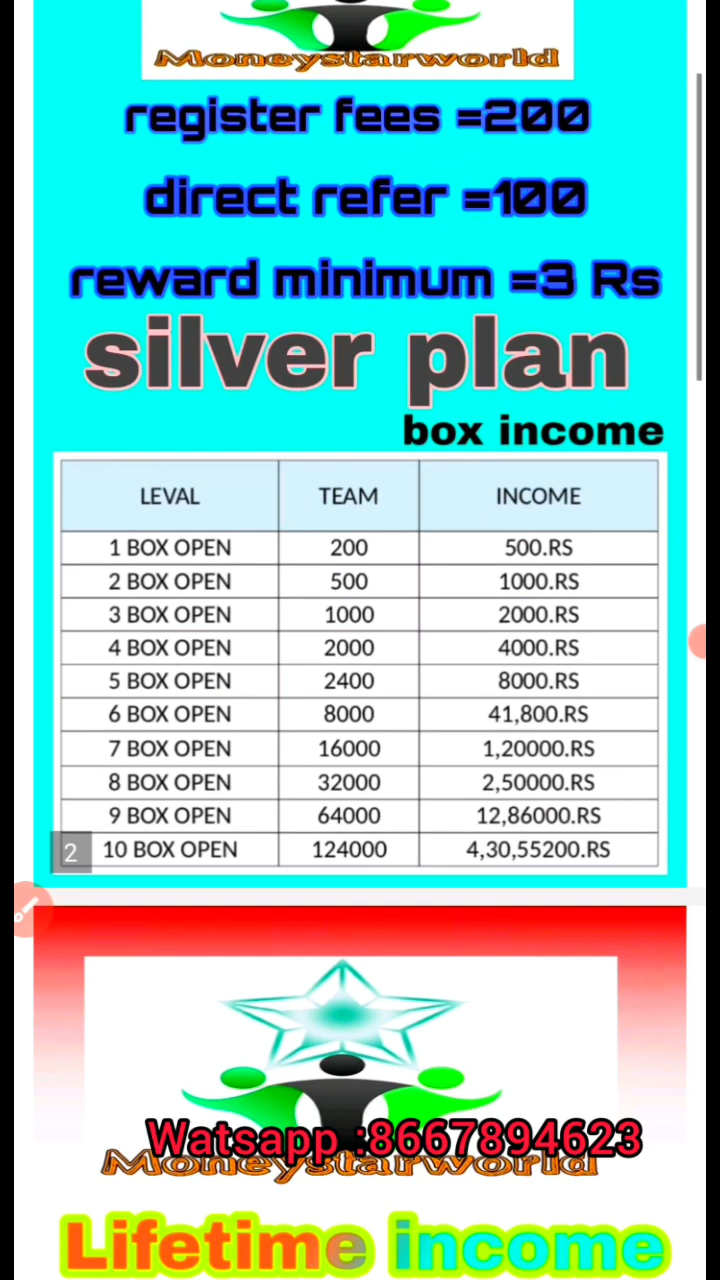 Moneystarworld
register fees =200
direct refer =100
reward minimum =3 Rs
silver plan
box income
LEVAL TEAM INCOME
1 BOX OPEN 200 500.RS
2 BOX OPEN 500 1000.RS
3 BOX OPEN 1000 2000.RS
4 BOX OPEN 2000 4000.RS
5 BOX OPEN 2400 8000.RS
6 BOX OPEN 8000 41,800.RS
7 BOX OPEN 16000 1,20000.RS
8 BOX OPEN 32000 2,50000.RS
9 BOX OPEN 64000 12,86000.RS
2 10 BOX OPEN 124000 4,30,55200.RS
Watsapp :8667894623
Moneystarworld
Lifetime income